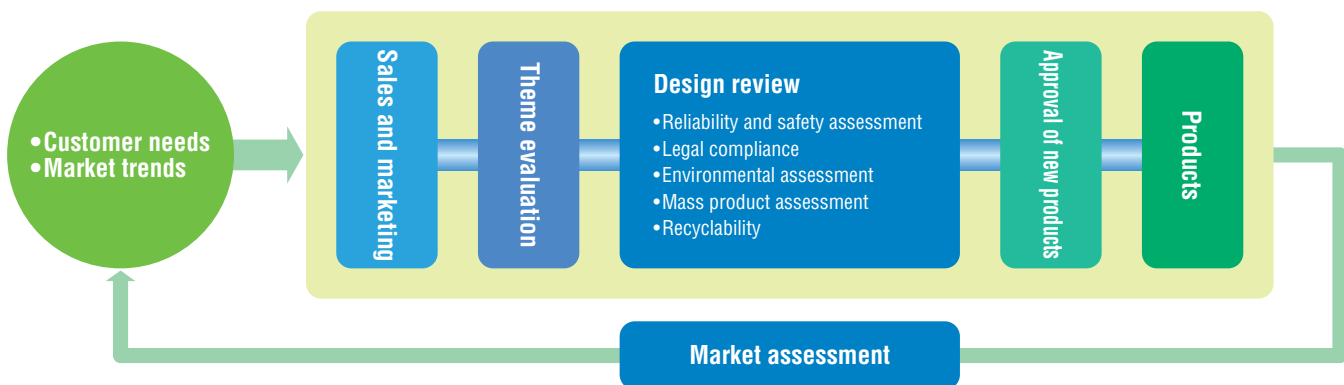 •Customer needs
•Market trends
Sales and marketing
Theme evaluation
Design review
•Reliability and safety assessment
•Legal compliance
•Environmental assessment
•Mass product assessment
•Recyclability
Approval of new products
Products
Market assessment